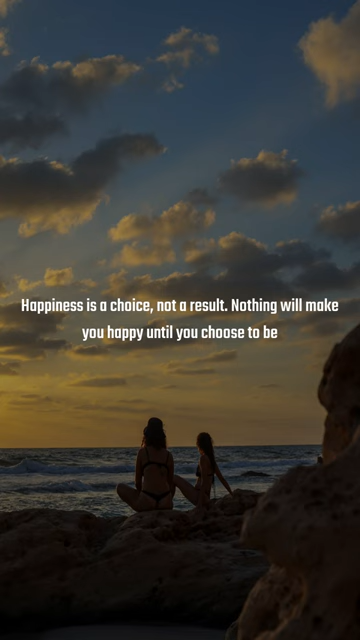 Happiness is a choice, not a result. Nothing will make
you happy until you choose to be